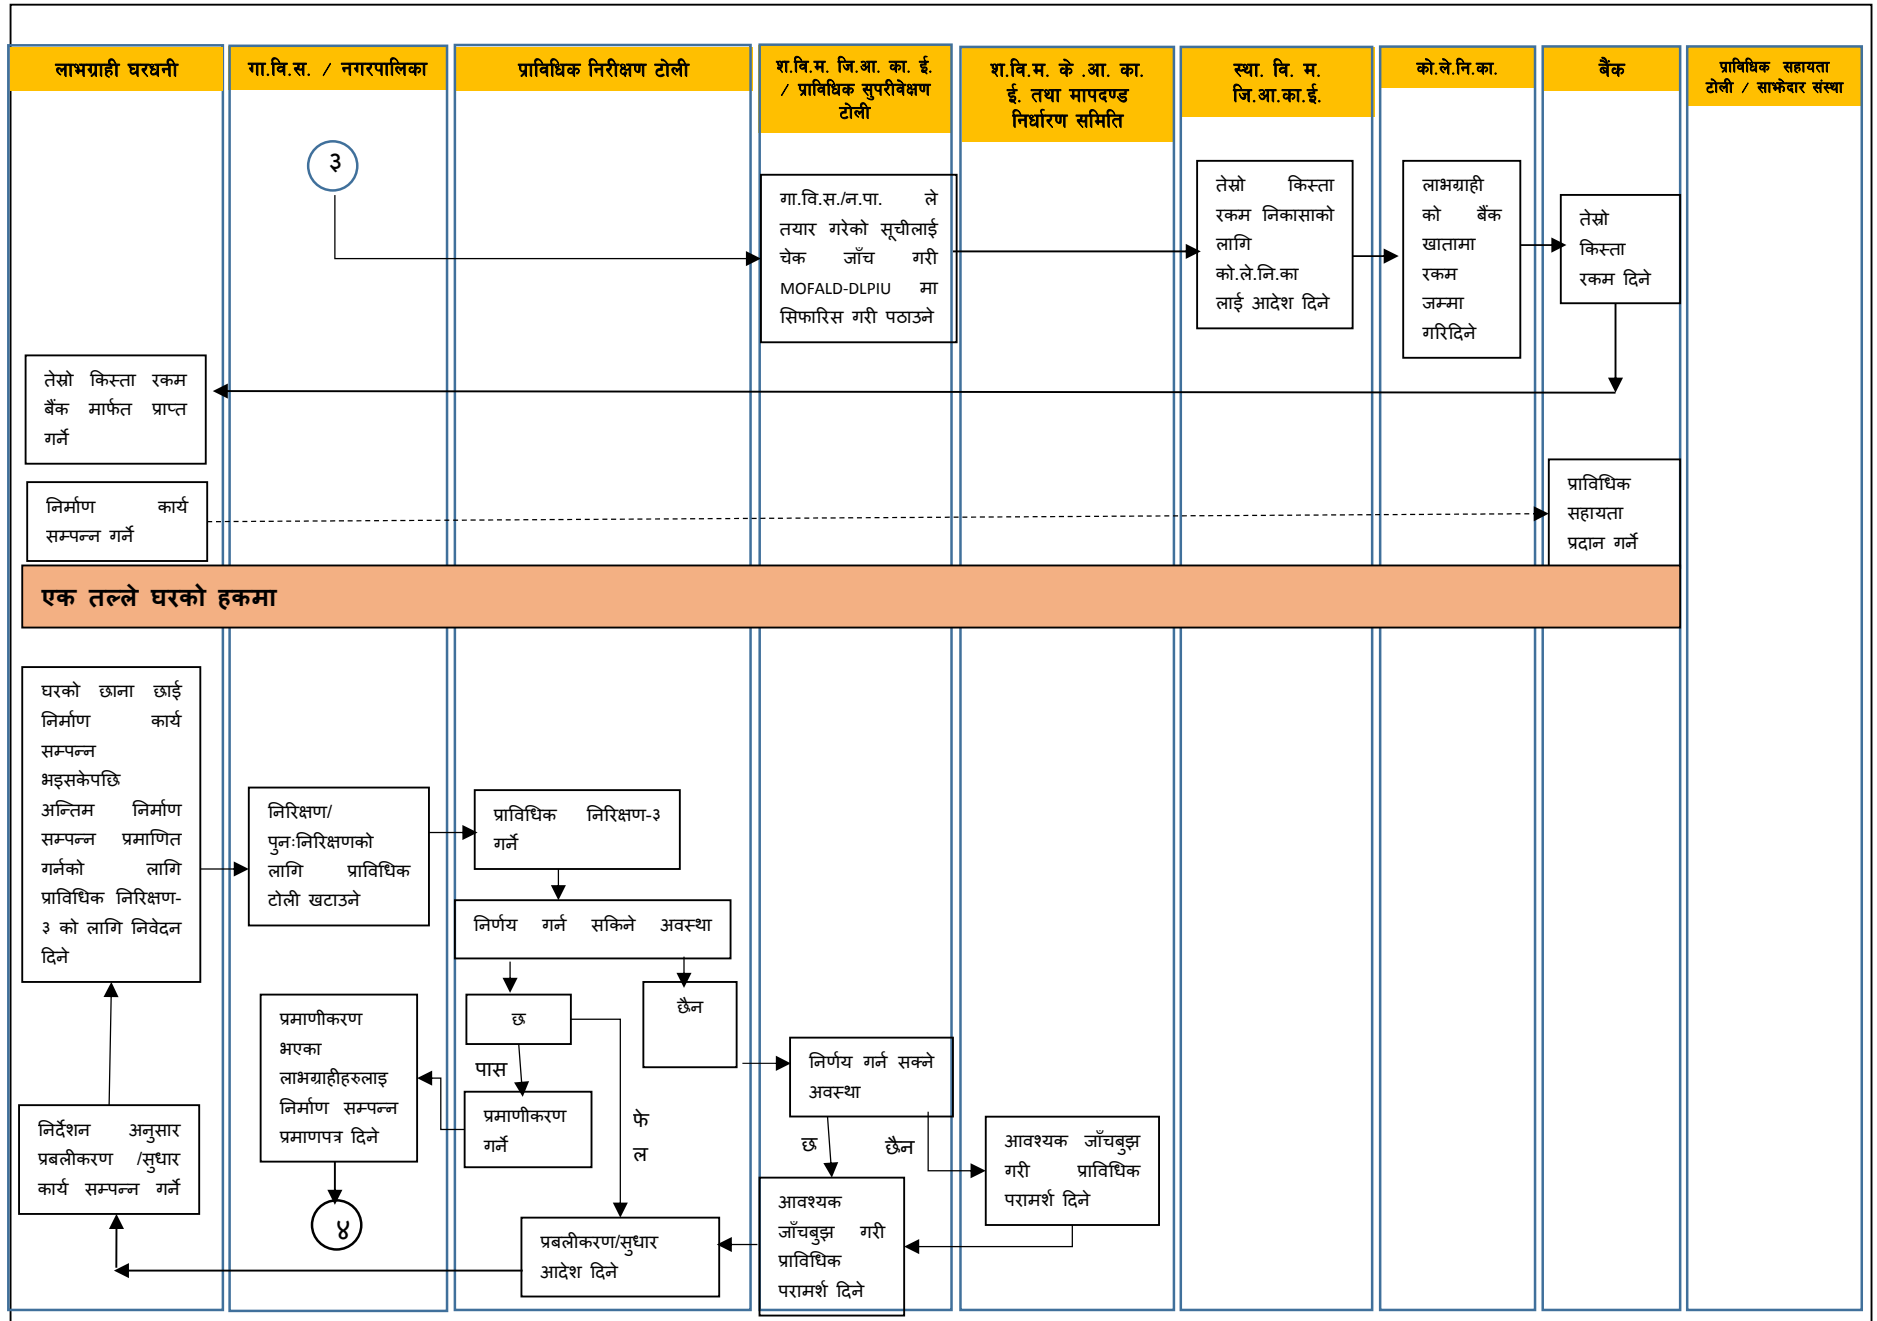 लाभग्राही घरधनी
गा.वि.स. / नगरपालिका
प्राविधिक निरीक्षण टोली
श.वि.म. जि.आ. का. ई.
/ प्राविधिक सुपरीवेक्षण
टोली
श.वि.म. के .आ. का.
ई. तथा मापदण्ड
निर्धारण समिति
स्था. वि. म.
जि.आ.का.ई.
को.ले.नि.का.
बैंक
प्राविधिक सहायता
टोली / साझेदार संस्था
३
गा.वि.स./न.पा. ले
तयार गरेको सूचीलाई
चेक जाँच गरी
MOFALD-DLPIU मा
सिफारिस गरी पठाउने
तेस्रो किस्ता
रकम निकासाको
लागि
को.ले.नि.का
लाई आदेश दिने
लाभग्राही
को बैंक
खातामा
रकम
जम्मा
गरिदिने
तेस्रो
किस्ता
रकम दिने
तेस्रो किस्ता रकम
बैंक मार्फत प्राप्त
गर्ने
निर्माण कार्य
सम्पन्न गर्ने
प्राविधिक
सहायता
प्रदान गर्ने
एक तल्ले घरको हकमा
घरको छाना छाई
निर्माण कार्य
सम्पन्न
भइसकेपछि
अन्तिम निर्माण
सम्पन्न प्रमाणित
गर्नको लागि
प्राविधिक निरिक्षण-
३ को लागि निवेदन
दिने
निरिक्षण/
पुनःनिरिक्षणको
लागि प्राविधिक
टोली खटाउने
प्राविधिक निरिक्षण-३
गर्ने
निर्णय गर्न सकिने अवस्था
छ
छैन
पास
फे
ल
प्रमाणीकरण
गर्ने
प्रमाणीकरण
भएका
लाभग्राहीहरुलाइ
निर्माण सम्पन्न
प्रमाणपत्र दिने
४
निर्णय गर्न सक्ने
अवस्था
छ
छैन
आवश्यक जाँचबुझ
गरी प्राविधिक
परामर्श दिने
आवश्यक
जाँचबुझ गरी
प्राविधिक
परामर्श दिने
प्रबलीकरण/सुधार
आदेश दिने
निर्देशन अनुसार
प्रबलीकरण /सुधार
कार्य सम्पन्न गर्ने